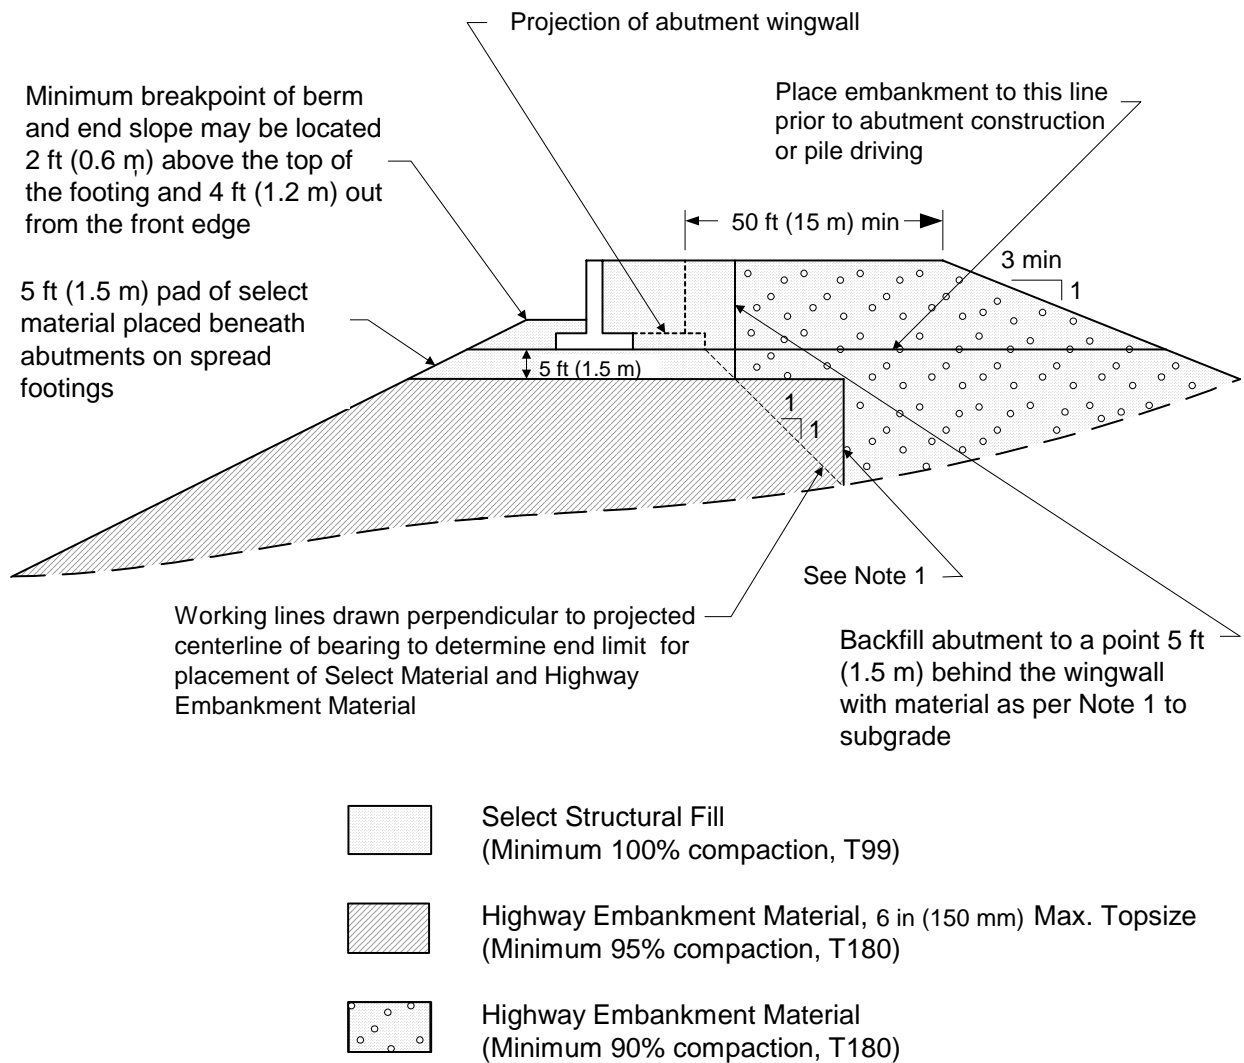 Projection of abutment wingwall
Minimum breakpoint of berm
and end slope may be located
2 ft (0.6 m) above the top of
the footing and 4 ft (1.2 m) out
from the front edge
Place embankment to this line
prior to abutment construction
or pile driving
50 ft (15 m) min
3 min
1
5 ft (1.5 m) pad of select
material placed beneath
abutments on spread
footings
5 ft (1.5 m)
1
1
See Note 1
Working lines drawn perpendicular to projected
centerline of bearing to determine end limit for
placement of Select Material and Highway
Embankment Material
Backfill abutment to a point 5 ft
(1.5 m) behind the wingwall
with material as per Note 1 to
subgrade
Select Structural Fill
(Minimum 100% compaction, T99)
Highway Embankment Material, 6 in (150 mm) Max. Topsize
(Minimum 95% compaction, T180)
Highway Embankment Material
(Minimum 90% compaction, T180)